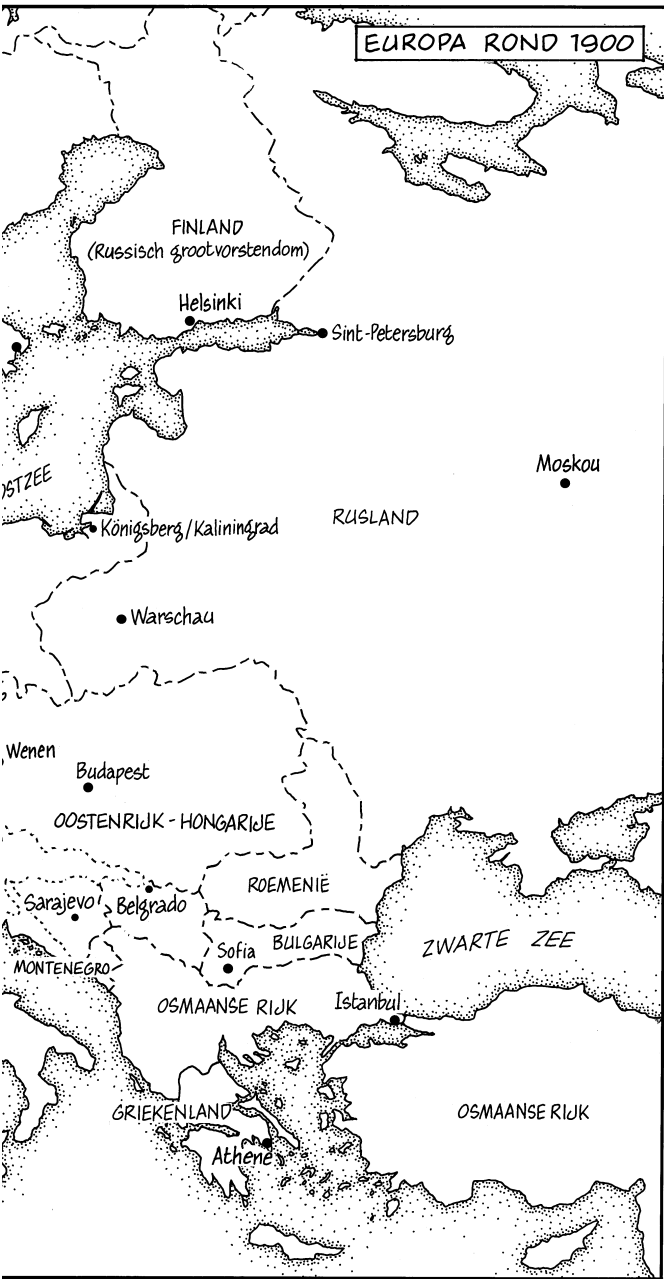 EUROPA ROND 1900
FINLAND
(Russisch grootvorstendom)
Helsinki
Sint-Petersburg
Moskou
OSTZEE
RUSLAND
Königsberg/Kaliningrad
Warschau
Wenen
Budapest
OOSTENRIJK-HONGARIJE
ROEMENIË
Sarajevo
Belgrado
BULGARIJE
ZWARTE ZEE
Sofia
MONTENEGRO
OSMAANSE RIJK
Istanbul
GRIEKENLAND
OSMAANSE RIJK
Athene